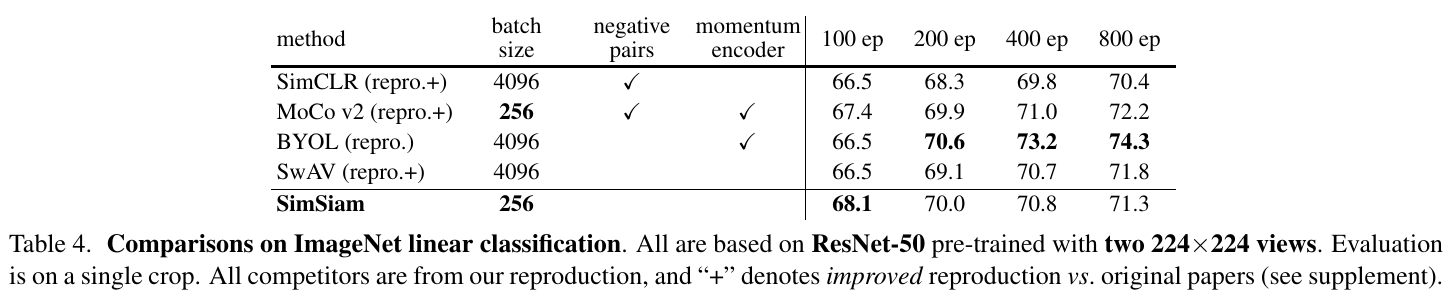 method batch size negative pairs momentum encoder 100 ep 200 ep 400 ep 800 ep
SimCLR (repro.+) 4096 ✓ 66.5 68.3 69.8 70.4
MoCo v2 (repro.+) 256 ✓ ✓ 67.4 69.9 71.0 72.2
BYOL (repro.) 4096 ✓ 66.5 70.6 73.2 74.3
SwAV (repro.+) 4096 66.5 69.1 70.7 71.8
SimSiam 256 68.1 70.0 70.8 71.3
Table 4. Comparisons on ImageNet linear classification. All are based on ResNet-50 pre-trained with two 224×224 views. Evaluation
is on a single crop. All competitors are from our reproduction, and “+” denotes improved reproduction vs. original papers (see supplement).